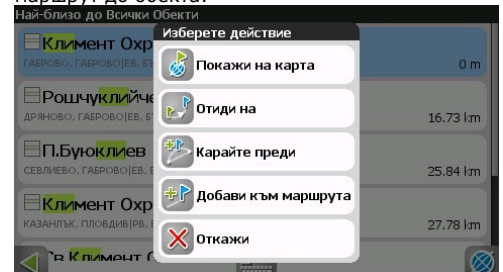 маршрут до обекта.
Най-близо до Всички Обекти
Изберете действие
Климент Охр
ГАБРОВО, ГАБРОВО|ЕВ, БЪ
0 m
Покажи на карта
Рошчуклийче
ДРЯНОВО, ГАБРОВО|ЕВ, Б
16.73 km
Отиди на
П.Буюклиев
СЕВЛИЕВО, ГАБРОВО|ЕВ, Б
25.84 km
Карайте преди
Климент Охр
КАЗАНЛЪК, ПЛОВДИВ|РВ, Б
27.78 km
Добави към маршрута
Откажи
Климент